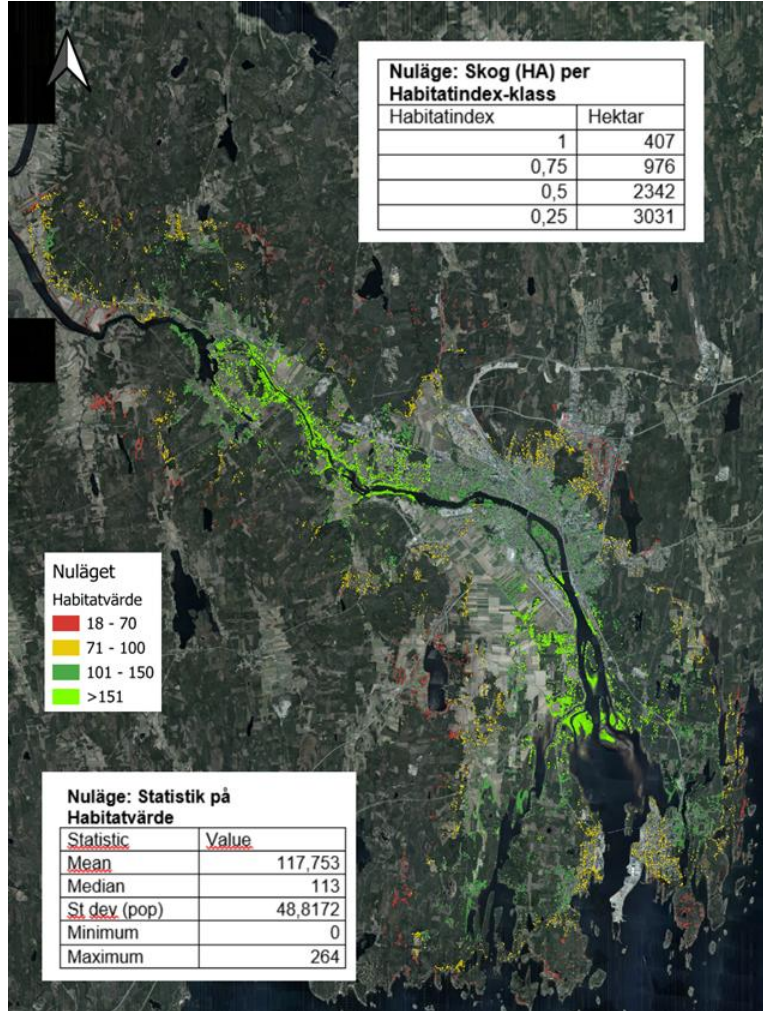 Nuläge: Skog (HA) per
Habitatindex-klass
Habitatindex Hektar
1 407
0,75 976
0,5 2342
0,25 3031
Nuläget
Habitatvärde
18 - 70
71 - 100
101 - 150
>151
Nuläge: Statistik på
Habitatvärde
Statistic Value
Mean 117,753
Median 113
St dev (pop) 48,8172
Minimum 0
Maximum 264